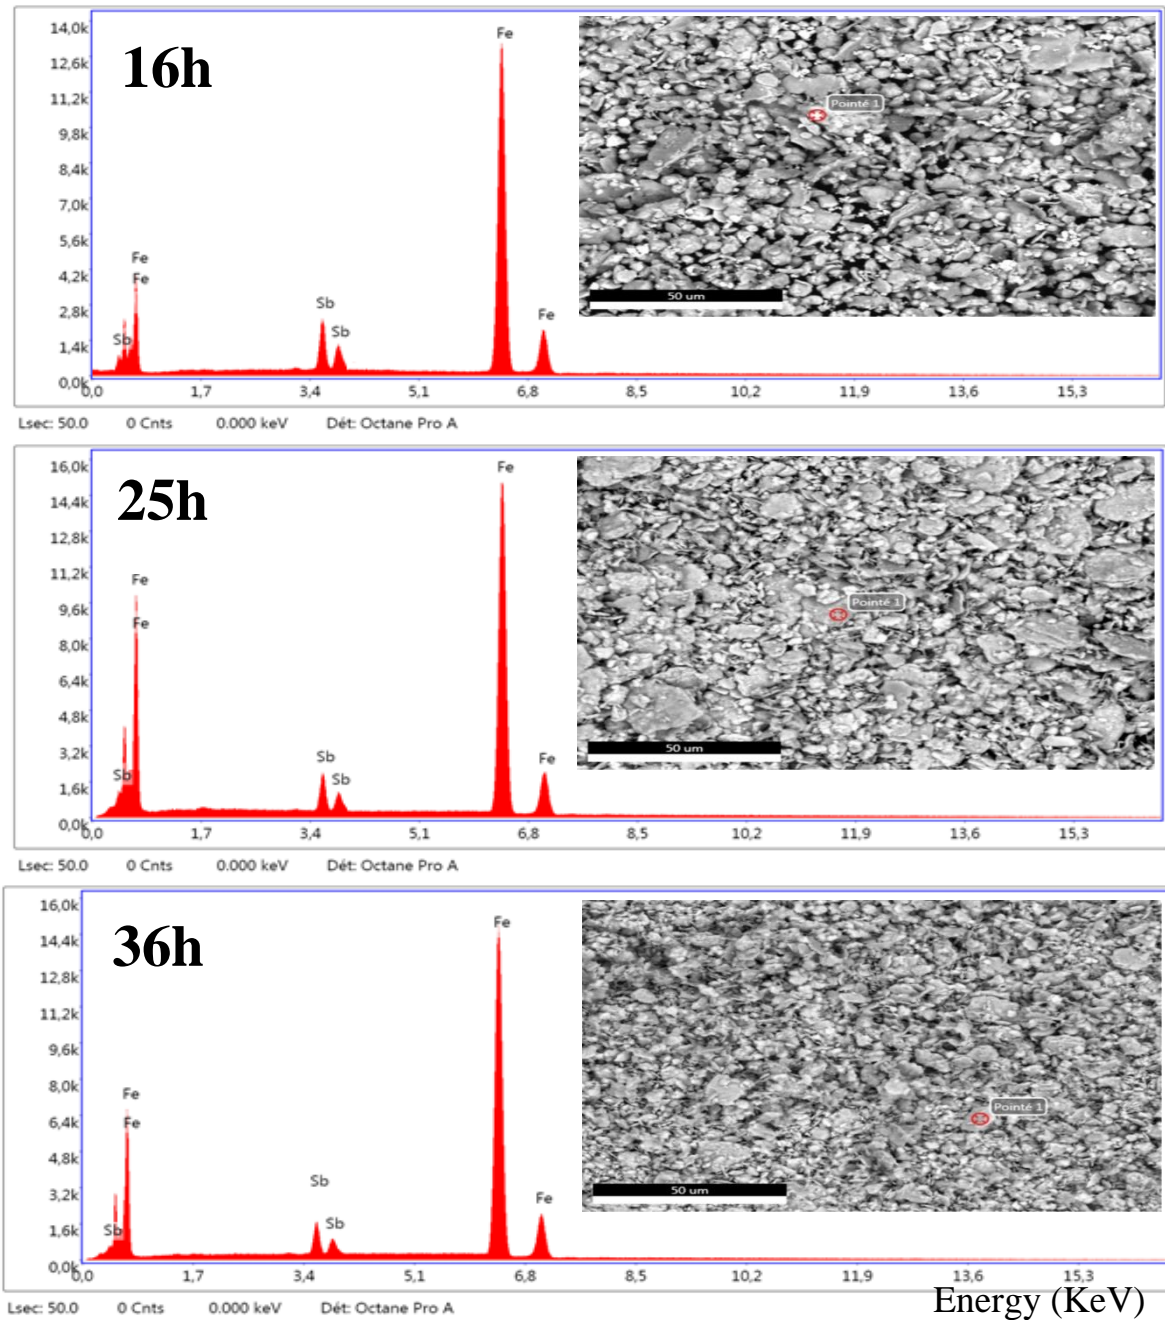 14,0k
Fe
16h
12,6k
11,2k
Pointé 1
9,8k
8,4k
7,0k
5,6k
Fe
4,2k
Fe
Sb
50 um
2,8k
Fe
Sb
Sb
1,4k
0,0k
0,0 1,7 3,4 5,1 6,8 8,5 10,2 11,9 13,6 15,3
Lsec: 50.0 0 Cnts 0.000 keV Dét: Octane Pro A
16,0k
Fe
25h
14,4k
12,8k
11,2k
Fe
9,6k
Pointé 1
Fe
8,0k
6,4k
4,8k
3,2k
50 um
Sb
Fe
Sb
Sb
1,6k
0,0k
0,0 1,7 3,4 5,1 6,8 8,5 10,2 11,9 13,6 15,3
Lsec: 50.0 0 Cnts 0.000 keV Dét: Octane Pro A
16,0k
Fe
36h
14,4k
12,8k
11,2k
9,6k
8,0k
Fe
Pointé 1
6,4k
Fe
4,8k
Sb
3,2k
50 um
Fe
Sb
Sb
1,6k
0,0k
0,0 1,7 3,4 5,1 6,8 8,5 10,2 11,9 13,6 15,3
Energy (KeV)
Lsec: 50.0 0 Cnts 0.000 keV Dét: Octane Pro A